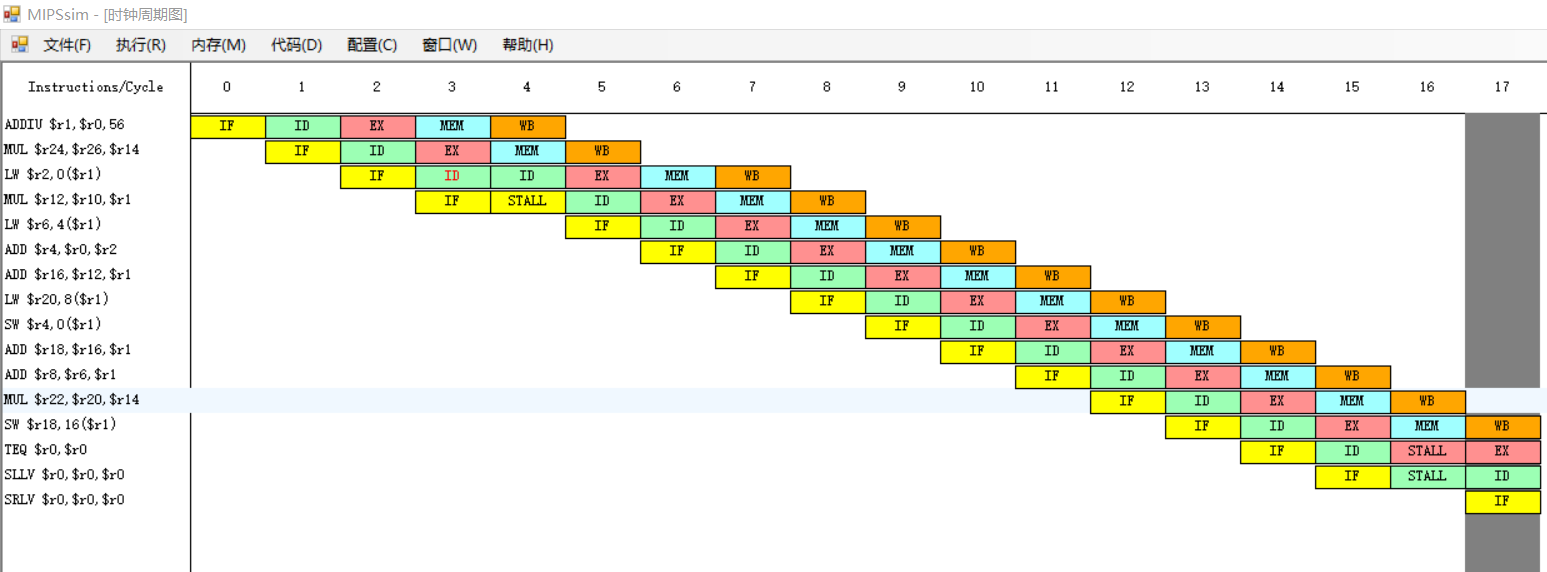 MIPSsim - [时钟周期图]
文件(F) 执行(R) 内存(M) 代码(D) 配置(C) 窗口(W) 帮助(H)
Instructions/Cycle 0 1 2 3 4 5 6 7 8 9 10 11 12 13 14 15 16 17
ADDIU $r1,$r0,56 IF ID EX MEM WB
MUL $r24,$r26,$r14 IF ID EX MEM WB
LW $r2,0($r1) IF ID ID EX MEM WB
MUL $r12,$r10,$r1 IF STALL ID EX MEM WB
LW $r6,4($r1) IF ID EX MEM WB
ADD $r4,$r0,$r2 IF ID EX MEM WB
ADD $r16,$r12,$r1 IF ID EX MEM WB
LW $r20,8($r1) IF ID EX MEM WB
SW $r4,0($r1) IF ID EX MEM WB
ADD $r18,$r16,$r1 IF ID EX MEM WB
ADD $r8,$r6,$r1 IF ID EX MEM WB
MUL $r22,$r20,$r14 IF ID EX MEM WB
SW $r18,16($r1) IF ID EX MEM WB
TEQ $r0,$r0 IF ID STALL EX
SLLV $r0,$r0,$r0 IF STALL ID
SRLV $r0,$r0,$r0 IF